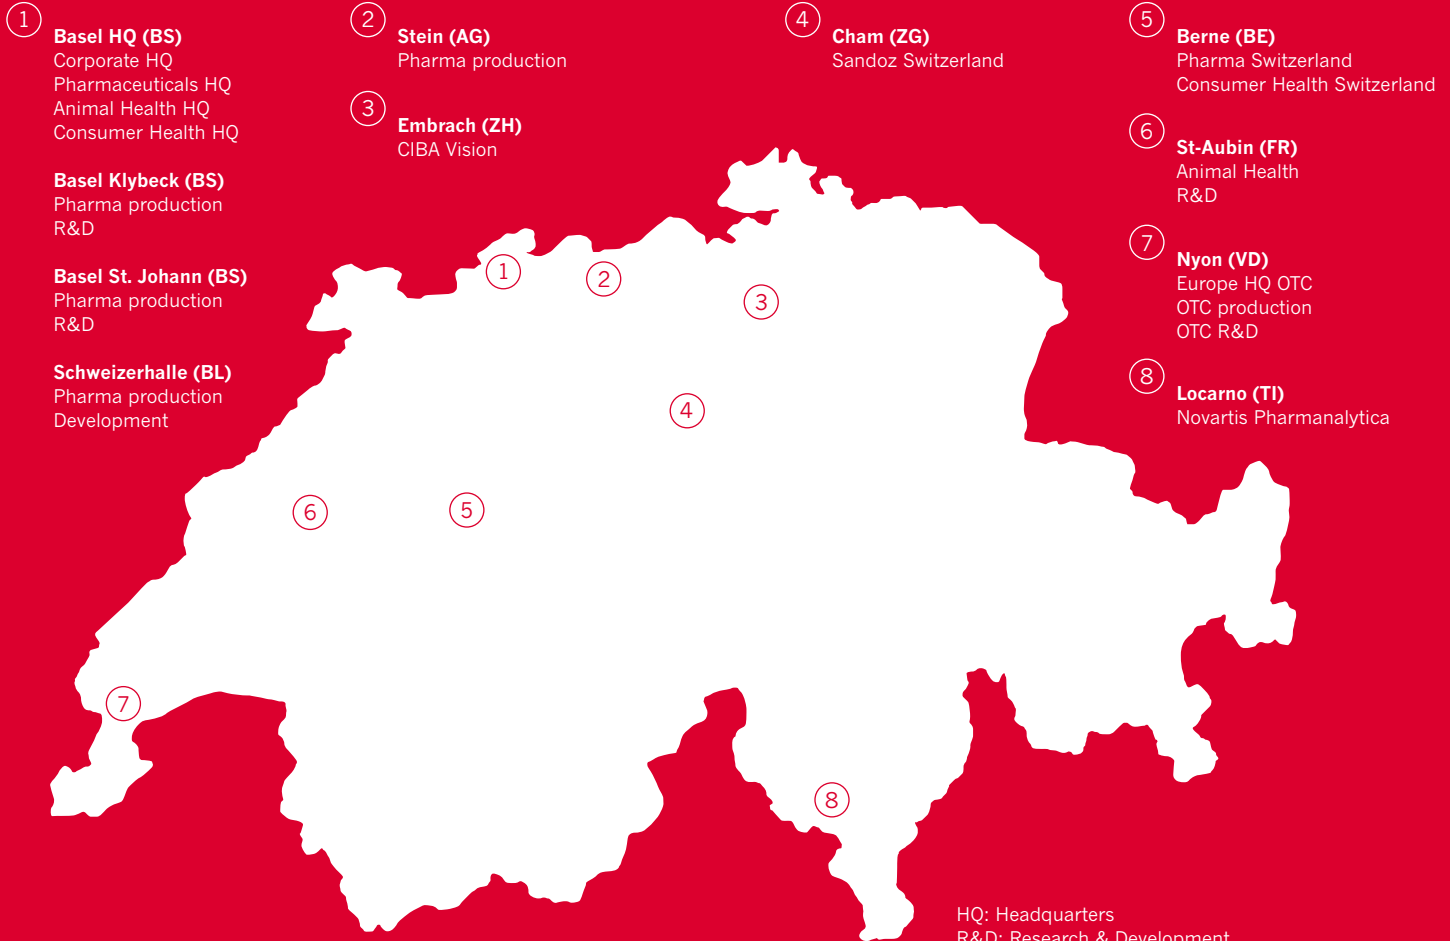 1
Basel HQ (BS)
Corporate HQ
Pharmaceuticals HQ
Animal Health HQ
Consumer Health HQ
Basel Klybeck (BS)
Pharma production
R&D
Basel St. Johann (BS)
Pharma production
R&D
Schweizerhalle (BL)
Pharma production
Development
2
Stein (AG)
Pharma production
3
Embrach (ZH)
CIBA Vision
4
Cham (ZG)
Sandoz Switzerland
5
Berne (BE)
Pharma Switzerland
Consumer Health Switzerland
6
St-Aubin (FR)
Animal Health
R&D
7
Nyon (VD)
Europe HQ OTC
OTC production
OTC R&D
8
Locarno (TI)
Novartis Pharmanalytica
1
2
3
4
5
6
7
8
HQ: Headquarters
R&D: Research & Development